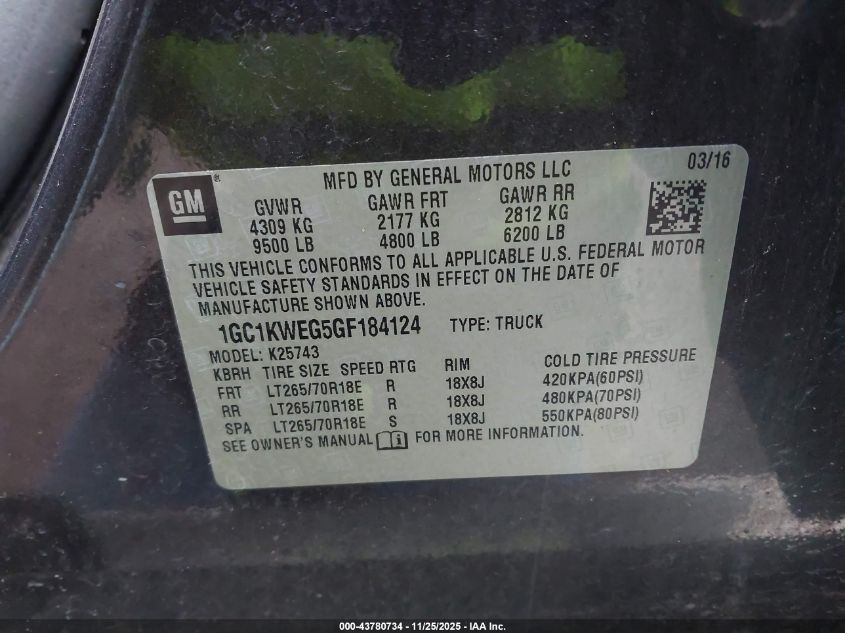 GM
MFD BY GENERAL MOTORS LLC
03/16
GVWR GAWR FRT GAWR RR
4309 KG 2177 KG 2812 KG
9500 LB 4800 LB 6200 LB
THIS VEHICLE CONFORMS TO ALL APPLICABLE U.S. FEDERAL MOTOR
VEHICLE SAFETY STANDARDS IN EFFECT ON THE DATE OF
MANUFACTURE SHOWN ABOVE.
1GC1KWEG5GF184124 TYPE: TRUCK
MODEL: K25743
KBRH TIRE SIZE SPEED RTG RIM COLD TIRE PRESSURE
FRT LT265/70R18E R 18X8J 420KPA(60PSI)
RR LT265/70R18E R 18X8J 480KPA(70PSI)
SPA LT265/70R18E S 18X8J 550KPA(80PSI)
SEE OWNER'S MANUAL FOR MORE INFORMATION.
000-43780734 - 11/25/2025 - IAA Inc.